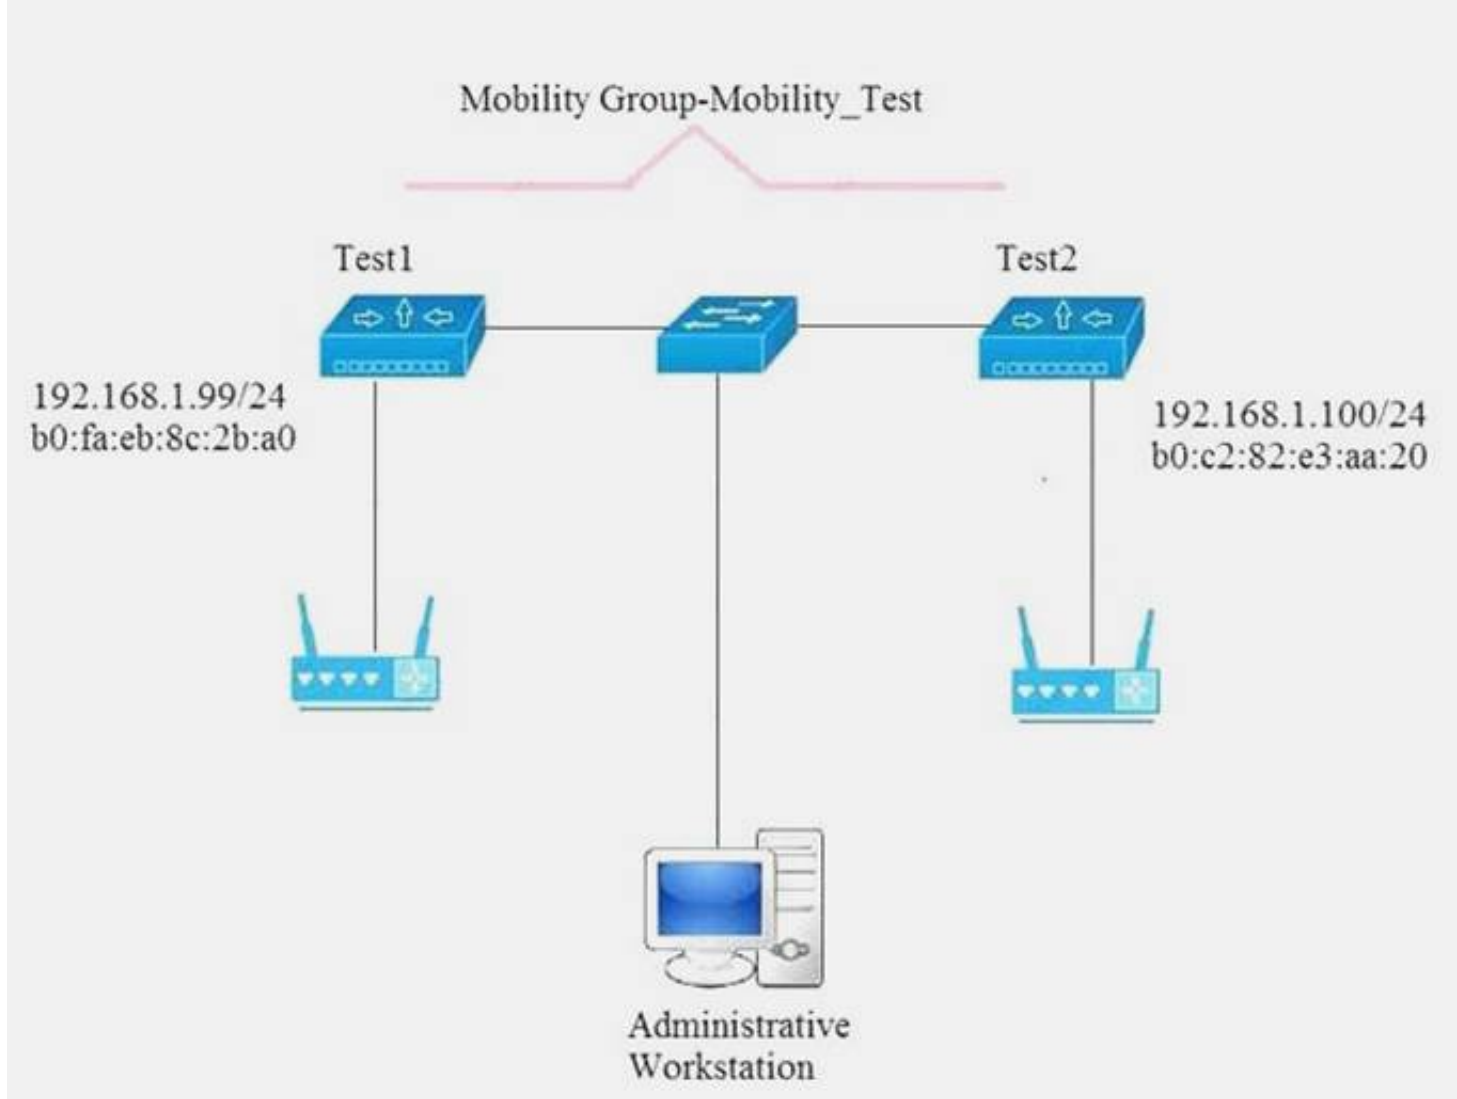 Mobility Group-Mobility_Test
Test1
Test2
192.168.1.99/24
b0:fa:eb:8c:2b:a0
192.168.1.100/24
b0:c2:82:e3:aa:20
Administrative
Workstation